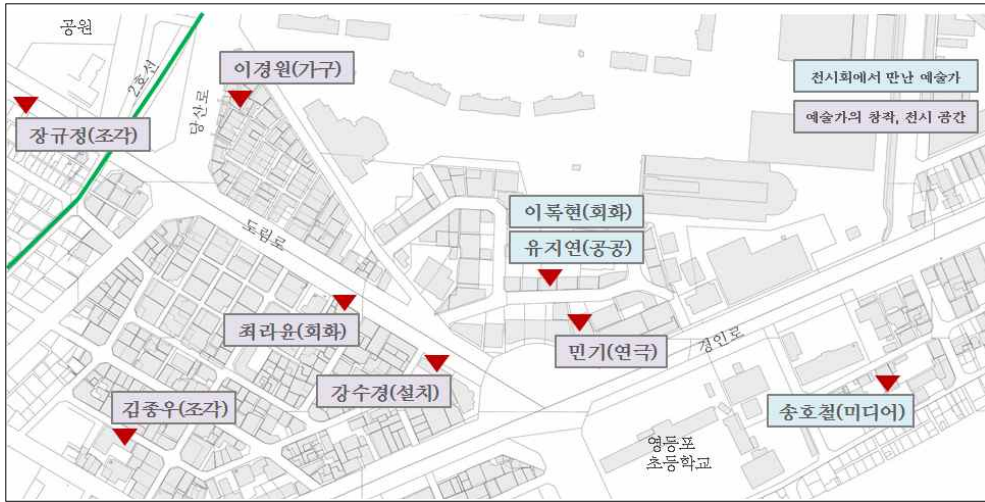 공원
2호선
당산로
이경원(가구)
전시회에서 만난 예술가
예술가의 창작, 전시 공간
장규정(조각)
이록현(회화)
유지연(공공)
도림로
최라윤(회화)
민기(연극)
경인로
강수경(설치)
김종우(조각)
송호철(미디어)
영등포
초등학교